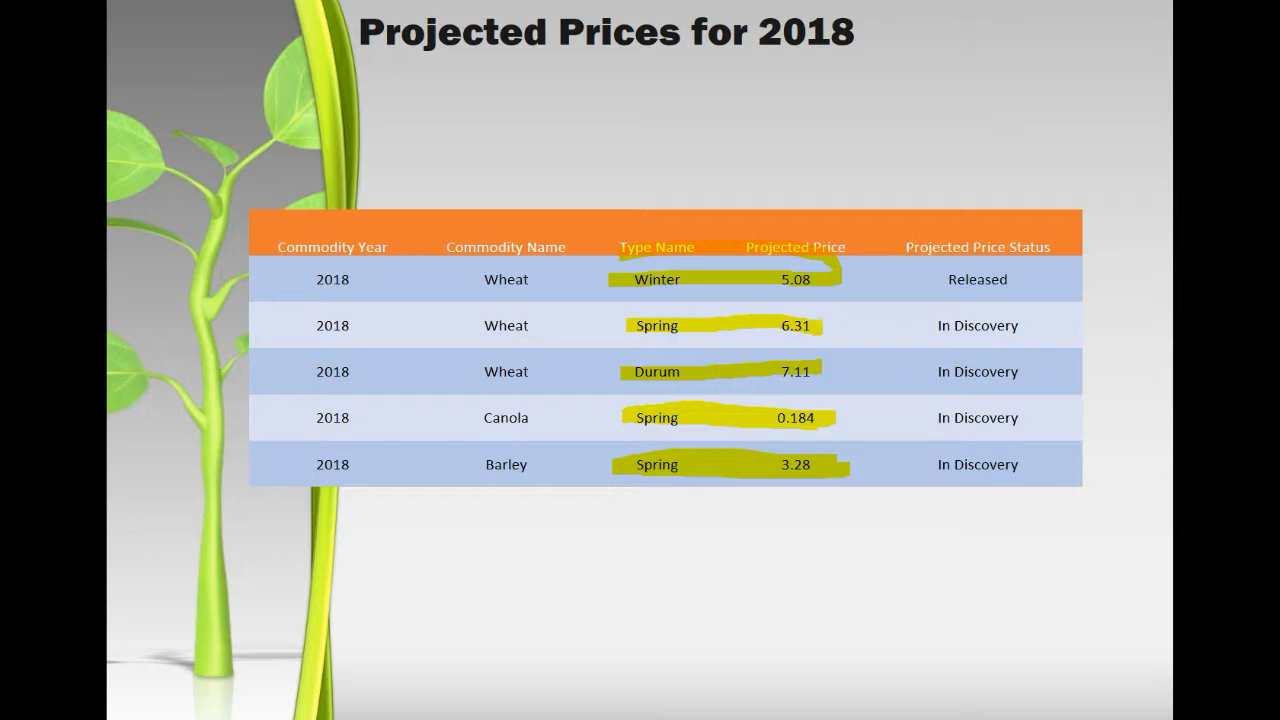 Projected Prices for 2018
Commodity Year Commodity Name Type Name Projected Price Projected Price Status
2018 Wheat Winter 5.08 Released
2018 Wheat Spring 6.31 In Discovery
2018 Wheat Durum 7.11 In Discovery
2018 Canola Spring 0.184 In Discovery
2018 Barley Spring 3.28 In Discovery